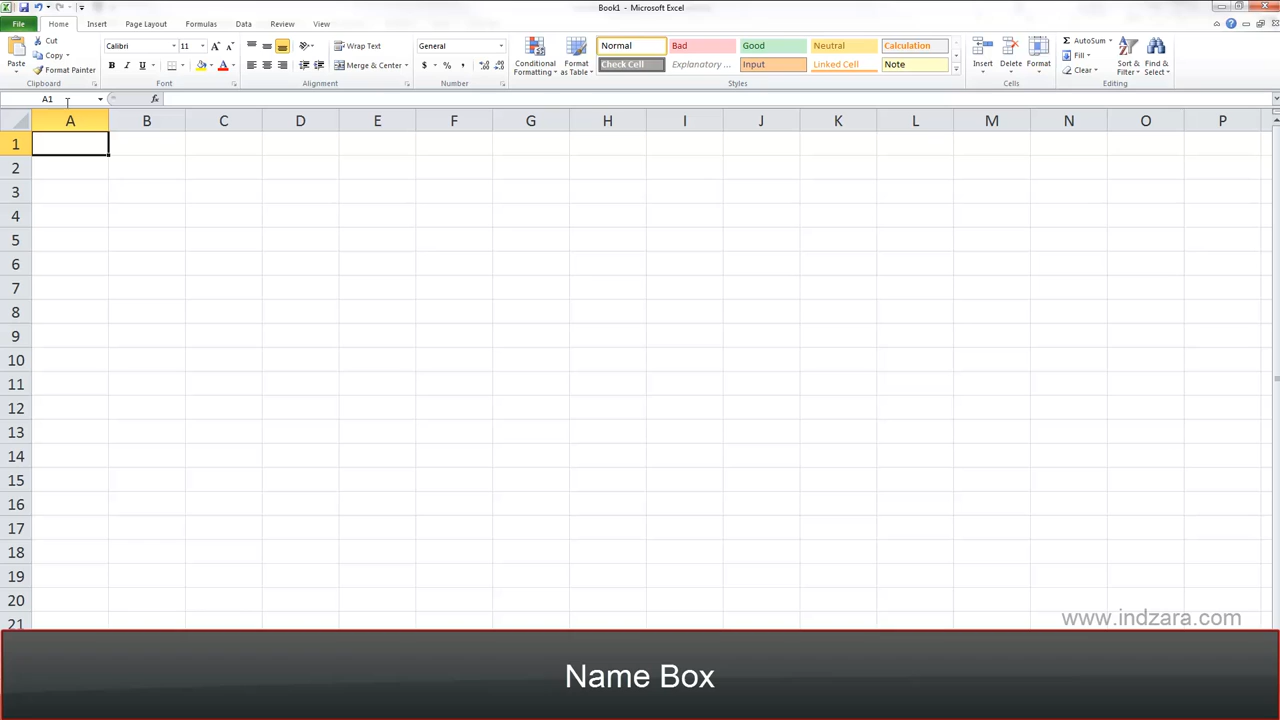 Book1 - Microsoft Excel
File Home Insert Page Layout Formulas Data Review View
Cut
Copy
Format Painter
Paste
Clipboard
Calibri 11
B I U
Font
Wrap Text
Merge & Center
Alignment
General
$ % ,
Number
Conditional Formatting
Format as Table
Normal Bad Good Neutral Calculation
Check Cell Explanatory ... Input Linked Cell Note
Styles
Insert Delete Format
Cells
AutoSum
Fill
Clear
Sort & Filter
Find & Select
Editing
A1 fx
A B C D E F G H I J K L M N O P
1
2
3
4
5
6
7
8
9
10
11
12
13
14
15
16
17
18
19
20
21
www.indzara.com
Name Box